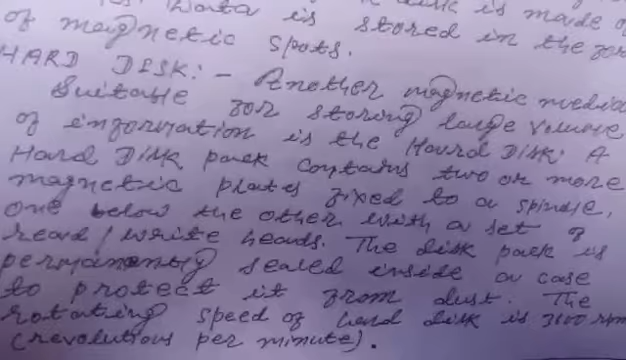 Data is stored in the for
of magnetic spots.
HARD DISK: - Another magnetic media
Suitable for storing large volume
of information is the Hard DISK. A
Hard DISK pack contains two or more
magnetic plates fixed to a spindle,
one below the other with a set of
read/write heads. The disk pack is
permanently sealed inside a case
to protect it from dust. The
rotating speed of hard disk is 3600 rpm
(revolutions per minute).